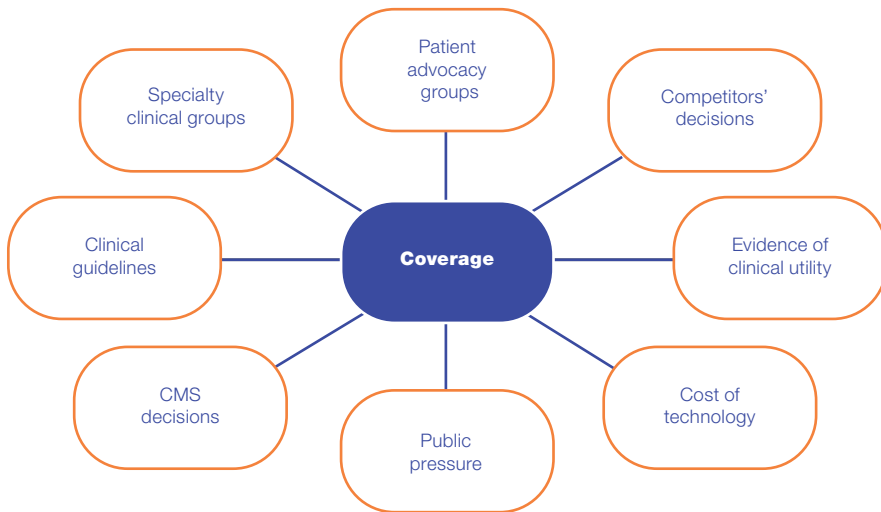 Patient
advocacy
groups
Specialty
clinical groups
Competitors’
decisions
Clinical
guidelines
Coverage
Evidence of
clinical utility
CMS
decisions
Cost of
technology
Public
pressure